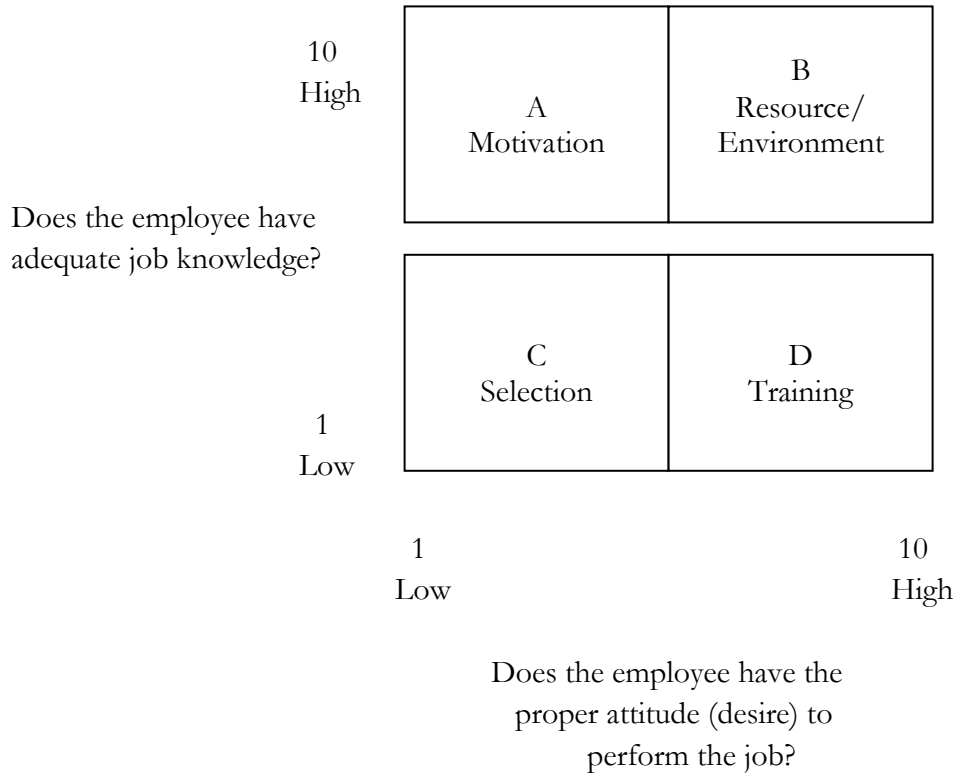 10
High
A
Motivation
B
Resource/
Environment
Does the employee have
adequate job knowledge?
C
Selection
D
Training
1
Low
1
Low
10
High
Does the employee have the
proper attitude (desire) to
perform the job?